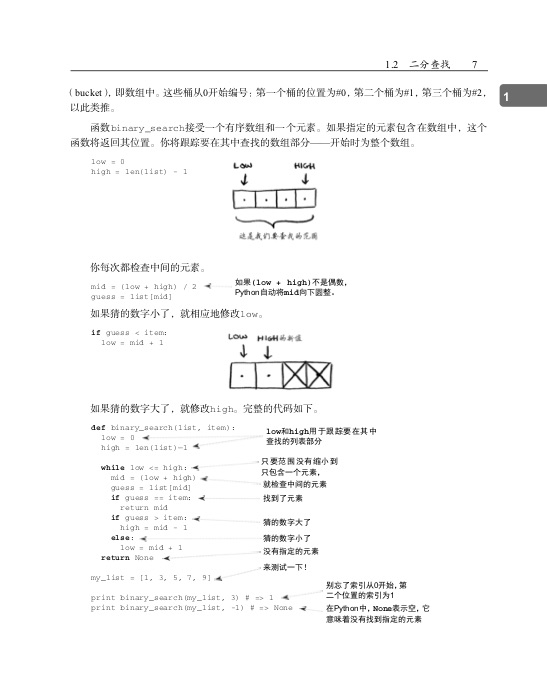 1.2 二分查找 7
1
（bucket），即数组中。这些桶从0开始编号：第一个桶的位置为#0，第二个桶为#1，第三个桶为#2，
以此类推。
函数binary_search接受一个有序数组和一个元素。如果指定的元素包含在数组中，这个
函数将返回其位置。你将跟踪要在其中查找的数组部分——开始时为整个数组。
low = 0
high = len(list) - 1
LOW HIGH
这是我们要查找的范围
你每次都检查中间的元素。
mid = (low + high) / 2
如果(low + high)不是偶数，
guess = list[mid]
Python自动将mid向下圆整。
如果猜的数字小了，就相应地修改low。
if guess < item:
low = mid + 1
LOW HIGH的新值
如果猜的数字大了，就修改high。完整的代码如下。
def binary_search(list, item):
low = 0
high = len(list)—1
low和high用于跟踪要在其中
查找的列表部分
while low <= high:
只要范围没有缩小到
只包含一个元素，
mid = (low + high)
就检查中间的元素
guess = list[mid]
if guess == item:
找到了元素
return mid
if guess > item:
猜的数字大了
high = mid - 1
else:
猜的数字小了
low = mid + 1
return None
没有指定的元素
来测试一下！
my_list = [1, 3, 5, 7, 9]
别忘了索引从0开始，第
二个位置的索引为1
print binary_search(my_list, 3) # => 1
print binary_search(my_list, -1) # => None
在Python中，None表示空，它
意味着没有找到指定的元素